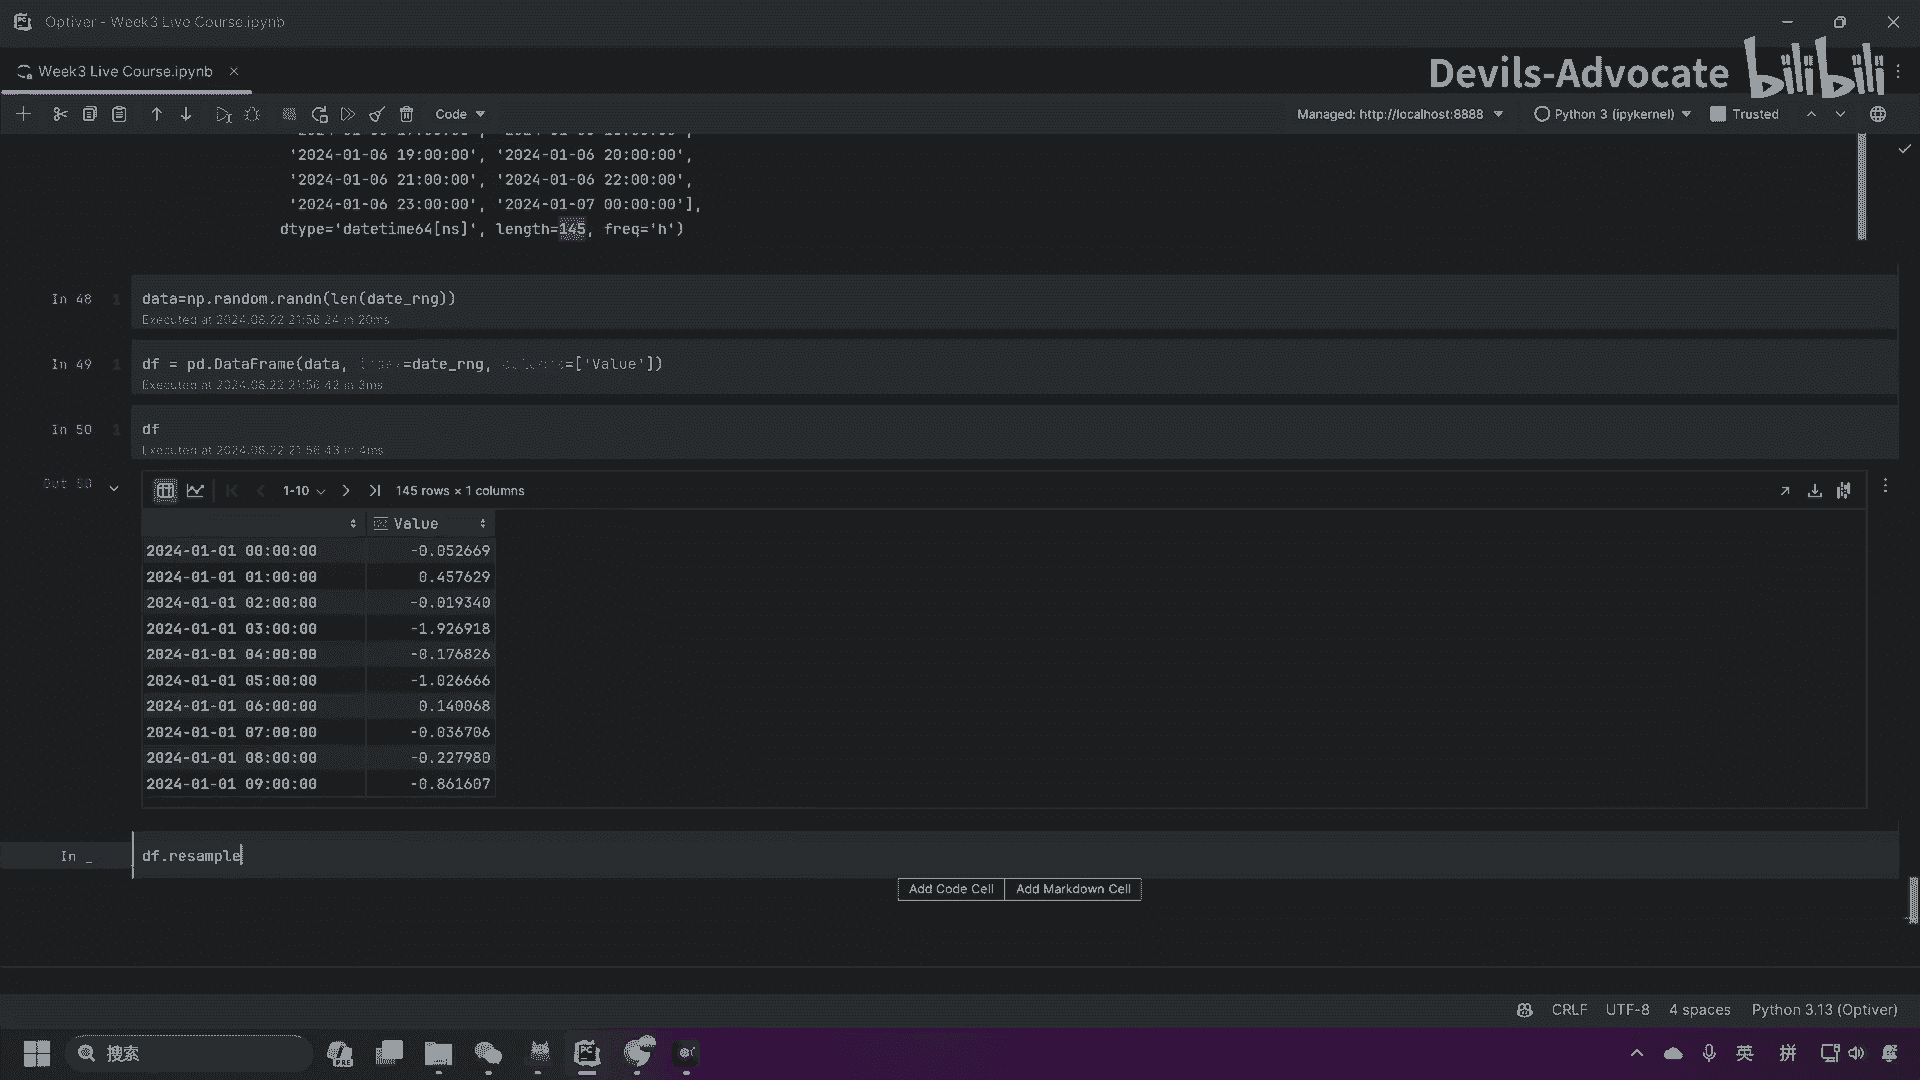 Optiver - Week3 Live Course.ipynb
Week3 Live Course.ipynb
Devils-Advocate bilibili
Code
Managed: http://localhost:8888
Python 3 (ipykernel)
Trusted
'2024-01-06 19:00:00', '2024-01-06 20:00:00',
'2024-01-06 21:00:00', '2024-01-06 22:00:00',
'2024-01-06 23:00:00', '2024-01-07 00:00:00'],
dtype='datetime64[ns]', length=145, freq='h')
In 48 1 data=np.random.randn(len(date_rng))
Executed at 2024.08.22 21:56:24 in 20ms
In 49 1 df = pd.DataFrame(data, index=date_rng, columns=['Value'])
Executed at 2024.08.22 21:56:42 in 3ms
In 50 1 df
Executed at 2024.08.22 21:56:43 in 4ms
Out 50
1-10
145 rows × 1 columns
Value
2024-01-01 00:00:00 -0.052669
2024-01-01 01:00:00 0.457629
2024-01-01 02:00:00 -0.019340
2024-01-01 03:00:00 -1.926918
2024-01-01 04:00:00 -0.176826
2024-01-01 05:00:00 -1.026666
2024-01-01 06:00:00 0.140068
2024-01-01 07:00:00 -0.036706
2024-01-01 08:00:00 -0.227980
2024-01-01 09:00:00 -0.861607
In _ df.resample
Add Code Cell Add Markdown Cell
CRLF UTF-8 4 spaces Python 3.13 (Optiver)
搜索
PRE
PC
英 拼